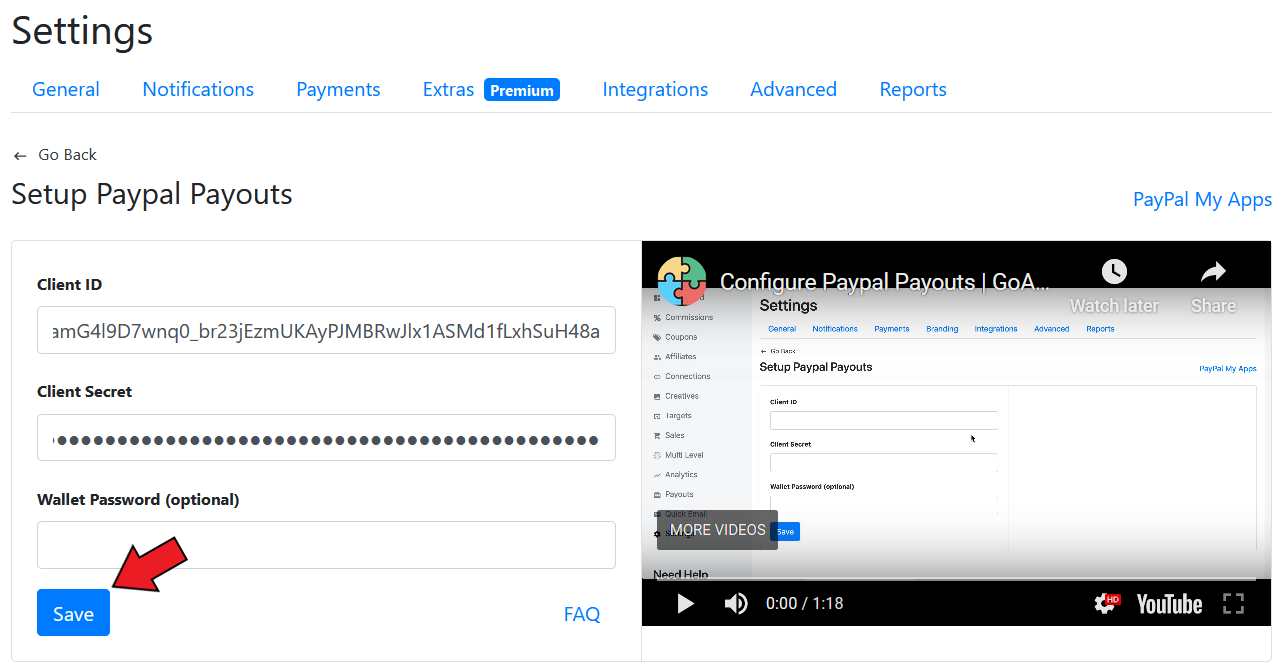 Settings
General Notifications Payments Extras Premium Integrations Advanced Reports
← Go Back
Setup Paypal Payouts
PayPal My Apps
Client ID
amG4l9D7wnq0_br23jEzmUKAyPJMBRwJlx1ASMd1fLxhSuH48a
Client Secret
Wallet Password (optional)
Save
FAQ
Configure Paypal Payouts | GoA...
Watch later
Share
Settings
General Notifications Payments Branding Integrations Advanced Reports
← Go Back
Setup Paypal Payouts
PayPal My Apps
Client ID
Client Secret
Wallet Password (optional)
Save
Commissions
Coupons
Affiliates
Connections
Creatives
Targets
Sales
Multi Level
Analytics
Payouts
Quick Email
MORE VIDEOS
Need Help
0:00 / 1:18
HD
YouTube